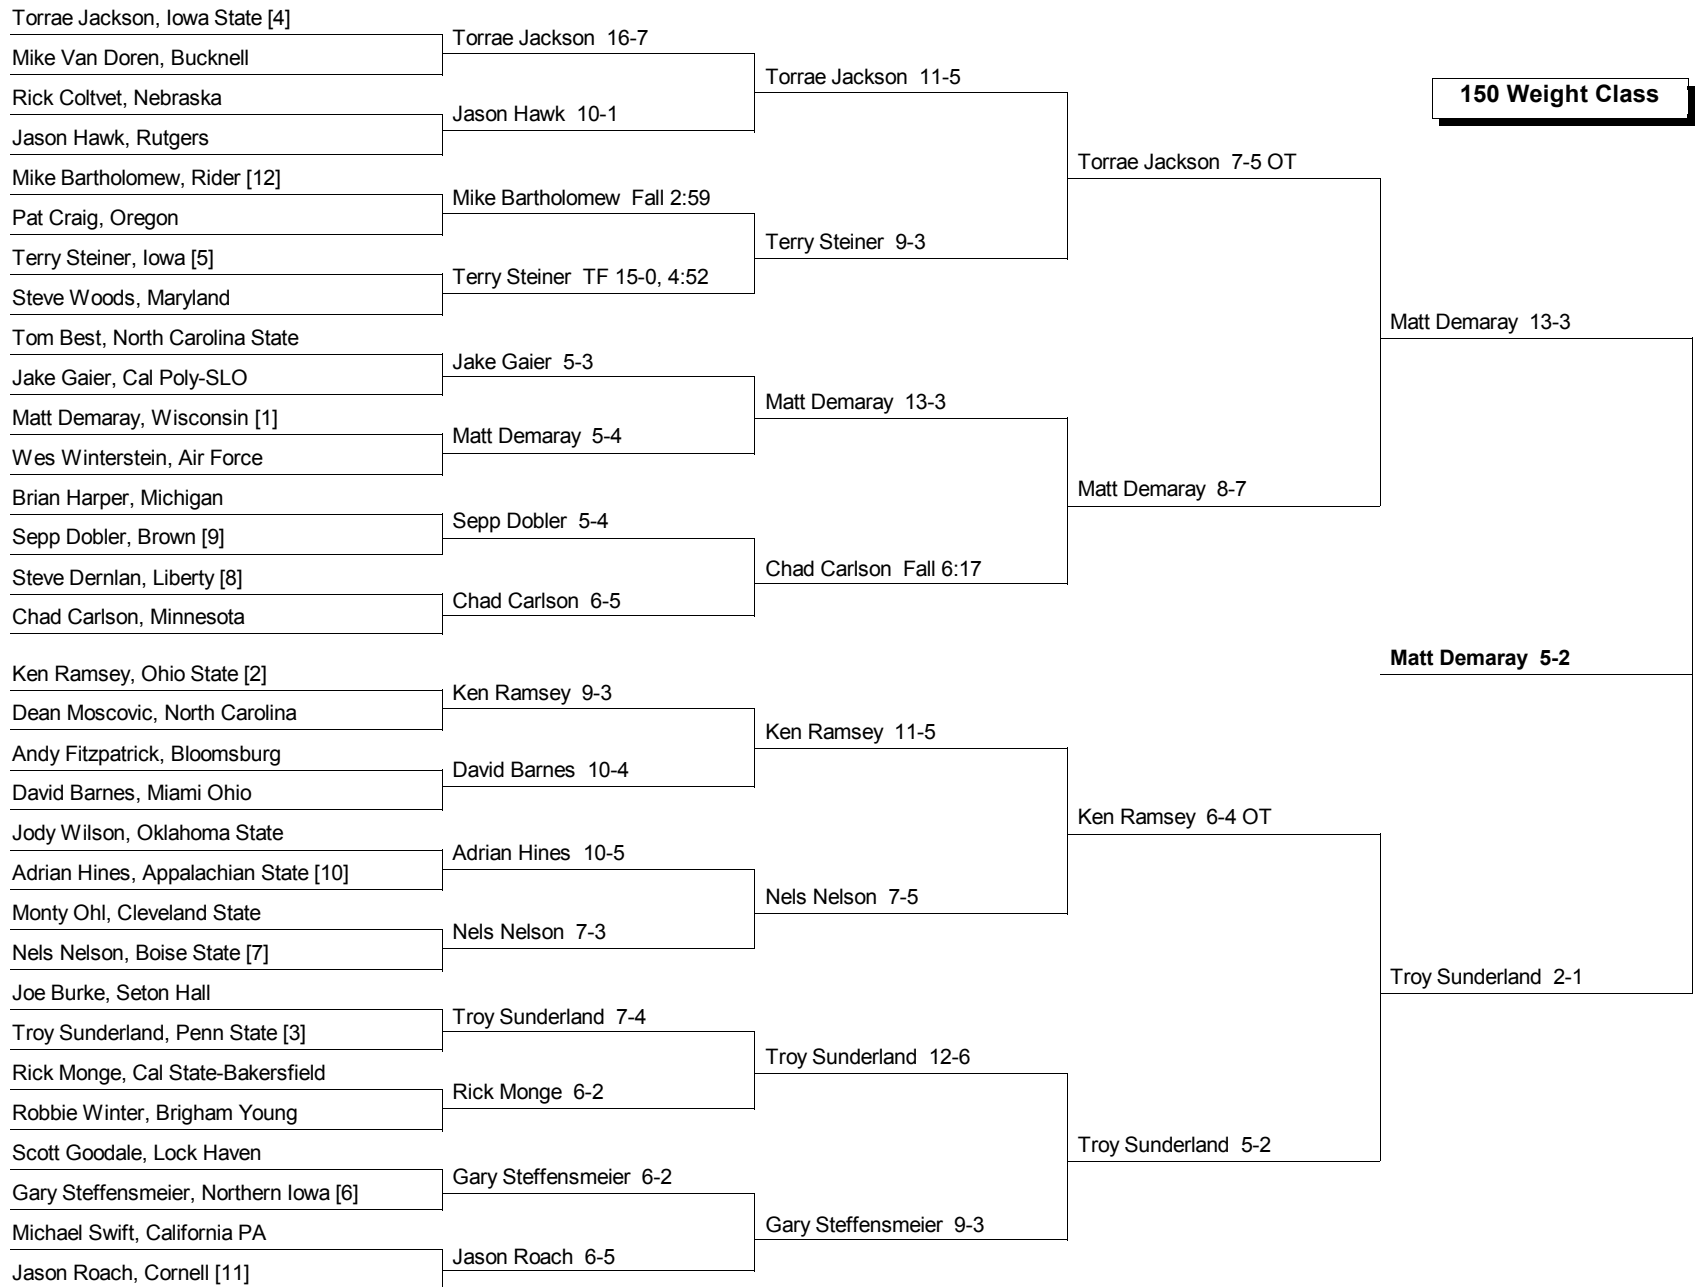 Torrae Jackson, Iowa State [4]
Mike Van Doren, Bucknell
Rick Coltvet, Nebraska
Jason Hawk, Rutgers
Mike Bartholomew, Rider [12]
Pat Craig, Oregon
Terry Steiner, Iowa [5]
Steve Woods, Maryland
Tom Best, North Carolina State
Jake Gaier, Cal Poly-SLO
Matt Demaray, Wisconsin [1]
Wes Winterstein, Air Force
Brian Harper, Michigan
Sepp Dobler, Brown [9]
Steve Dernlan, Liberty [8]
Chad Carlson, Minnesota
Ken Ramsey, Ohio State [2]
Dean Moscovic, North Carolina
Andy Fitzpatrick, Bloomsburg
David Barnes, Miami Ohio
Jody Wilson, Oklahoma State
Adrian Hines, Appalachian State [10]
Monty Ohl, Cleveland State
Nels Nelson, Boise State [7]
Joe Burke, Seton Hall
Troy Sunderland, Penn State [3]
Rick Monge, Cal State-Bakersfield
Robbie Winter, Brigham Young
Scott Goodale, Lock Haven
Gary Steffensmeier, Northern Iowa [6]
Michael Swift, California PA
Jason Roach, Cornell [11]
Torrae Jackson 16-7
Jason Hawk 10-1
Mike Bartholomew Fall 2:59
Terry Steiner TF 15-0, 4:52
Jake Gaier 5-3
Matt Demaray 5-4
Sepp Dobler 5-4
Chad Carlson 6-5
Ken Ramsey 9-3
David Barnes 10-4
Adrian Hines 10-5
Nels Nelson 7-3
Troy Sunderland 7-4
Rick Monge 6-2
Gary Steffensmeier 6-2
Jason Roach 6-5
Torrae Jackson 11-5
Terry Steiner 9-3
Matt Demaray 13-3
Chad Carlson Fall 6:17
Ken Ramsey 11-5
Nels Nelson 7-5
Troy Sunderland 12-6
Gary Steffensmeier 9-3
Torrae Jackson 7-5 OT
Matt Demaray 8-7
Ken Ramsey 6-4 OT
Troy Sunderland 5-2
150 Weight Class
Matt Demaray 13-3
Matt Demaray 5-2
Troy Sunderland 2-1